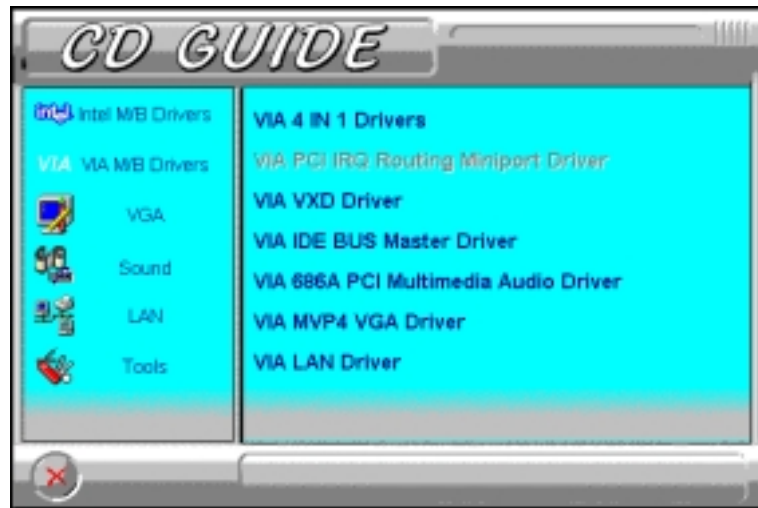 CD GUIDE
intel Intel M/B Drivers
VIA VIA M/B Drivers
VGA
Sound
LAN
Tools
VIA 4 IN 1 Drivers
VIA PCI IRQ Routing Miniport Driver
VIA VXD Driver
VIA IDE BUS Master Driver
VIA 686A PCI Multimedia Audio Driver
VIA MVP4 VGA Driver
VIA LAN Driver